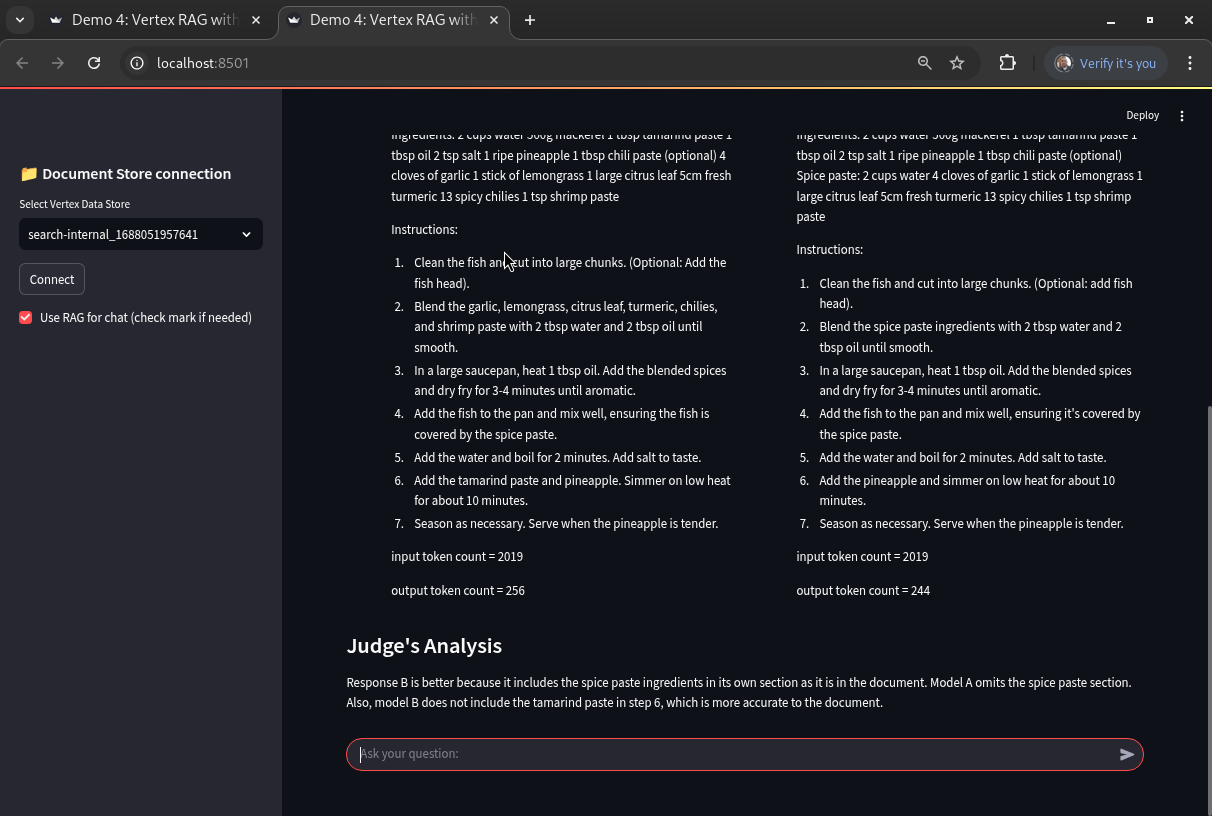 Demo 4: Vertex RAG with
Demo 4: Vertex RAG with
localhost:8501
Verify it's you
Deploy
📁 Document Store connection
Select Vertex Data Store
search-internal_1688051957641
Connect
Use RAG for chat (check mark if needed)
Ingredients: 2 cups water 500g mackerel 1 tbsp tamarind paste 1
tbsp oil 2 tsp salt 1 ripe pineapple 1 tbsp chili paste (optional) 4
cloves of garlic 1 stick of lemongrass 1 large citrus leaf 5cm fresh
turmeric 13 spicy chilies 1 tsp shrimp paste
Instructions:
1. Clean the fish and cut into large chunks. (Optional: Add the
fish head).
2. Blend the garlic, lemongrass, citrus leaf, turmeric, chilies,
and shrimp paste with 2 tbsp water and 2 tbsp oil until
smooth.
3. In a large saucepan, heat 1 tbsp oil. Add the blended spices
and dry fry for 3-4 minutes until aromatic.
4. Add the fish to the pan and mix well, ensuring the fish is
covered by the spice paste.
5. Add the water and boil for 2 minutes. Add salt to taste.
6. Add the tamarind paste and pineapple. Simmer on low heat
for about 10 minutes.
7. Season as necessary. Serve when the pineapple is tender.
input token count = 2019
output token count = 256
Ingredients: 2 cups water 500g mackerel 1 tbsp tamarind paste 1
tbsp oil 2 tsp salt 1 ripe pineapple 1 tbsp chili paste (optional)
Spice paste: 2 cups water 4 cloves of garlic 1 stick of lemongrass 1
large citrus leaf 5cm fresh turmeric 13 spicy chilies 1 tbsp shrimp
paste
Instructions:
1. Clean the fish and cut into large chunks. (Optional: add fish
head).
2. Blend the spice paste ingredients with 2 tbsp water and 2
tbsp oil until smooth.
3. In a large saucepan, heat 1 tbsp oil. Add the blended spices
and dry fry for 3-4 minutes until aromatic.
4. Add the fish to the pan and mix well, ensuring it's covered by
the spice paste.
5. Add the water and boil for 2 minutes. Add salt to taste.
6. Add the pineapple and simmer on low heat for about 10
minutes.
7. Season as necessary. Serve when the pineapple is tender.
input token count = 2019
output token count = 244
Judge's Analysis
Response B is better because it includes the spice paste ingredients in its own section as it is in the document. Model A omits the spice paste section.
Also, model B does not include the tamarind paste in step 6, which is more accurate to the document.
Ask your question: